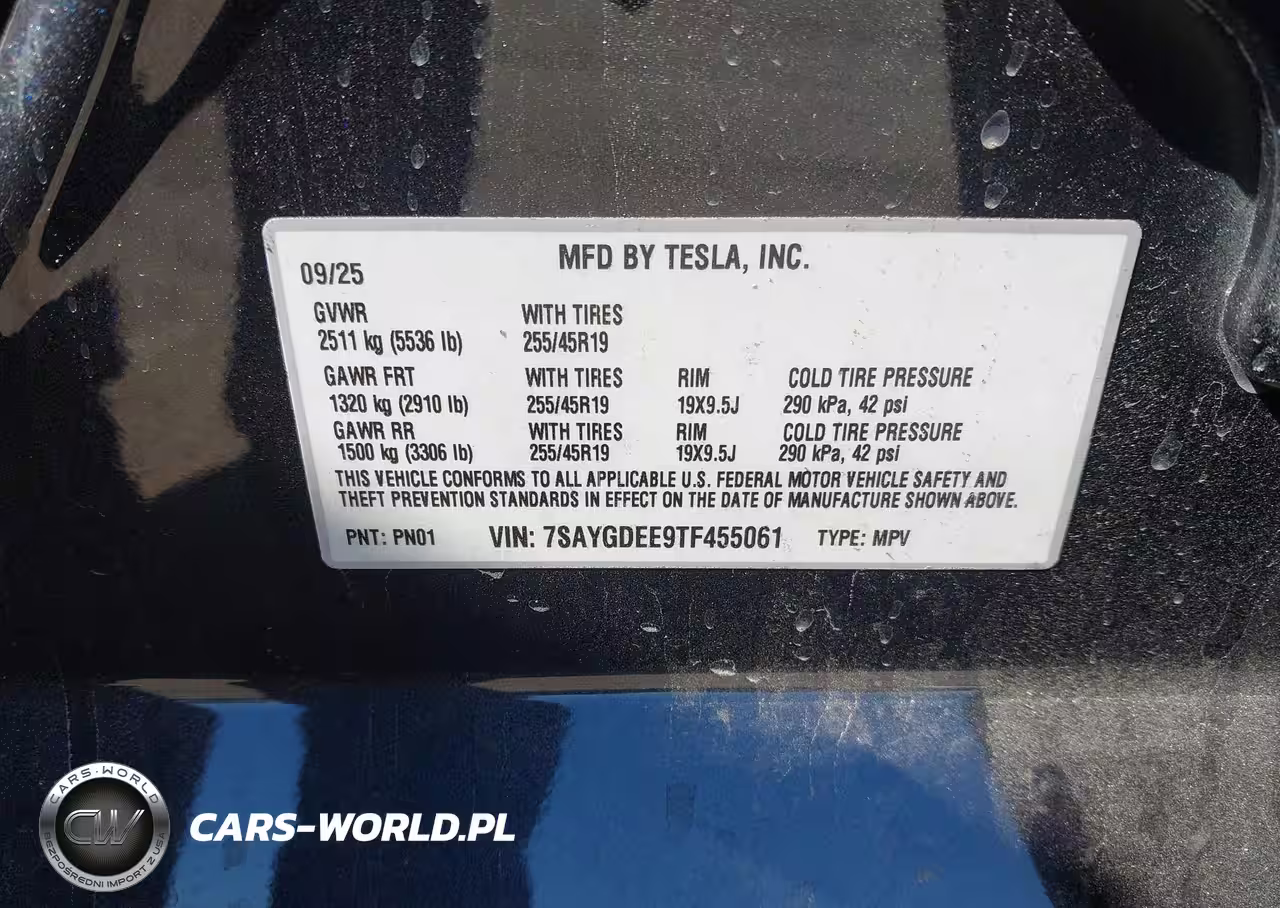 MFD BY TESLA, INC.
09/25
GVWR WITH TIRES
2511 kg (5536 lb) 255/45R19
GAWR FRT WITH TIRES RIM COLD TIRE PRESSURE
1320 kg (2910 lb) 255/45R19 19X9.5J 290 kPa, 42 psi
GAWR RR WITH TIRES RIM COLD TIRE PRESSURE
1500 kg (3306 lb) 255/45R19 19X9.5J 290 kPa, 42 psi
THIS VEHICLE CONFORMS TO ALL APPLICABLE U.S. FEDERAL MOTOR VEHICLE SAFETY AND
THEFT PREVENTION STANDARDS IN EFFECT ON THE DATE OF MANUFACTURE SHOWN ABOVE.
PNT: PN01 VIN: 7SAYGDEE9TF455061 TYPE: MPV
CARS-WORLD
CW
BEZPOŚREDNI IMPORT Z USA
CARS-WORLD.PL